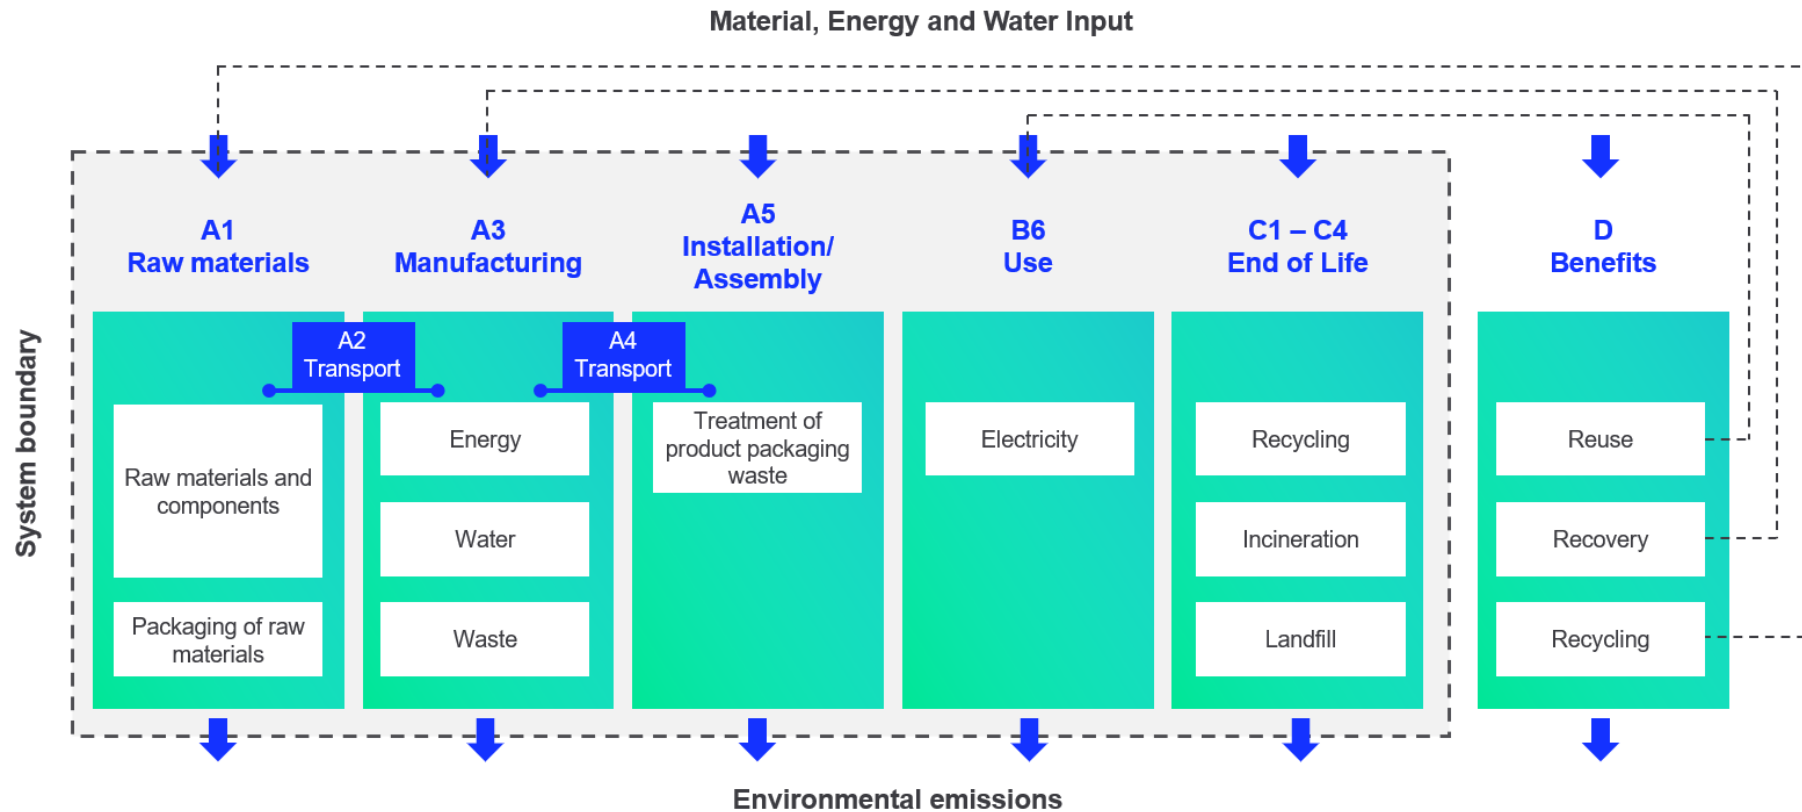 Material, Energy and Water Input
System boundary
A1
Raw materials
A3
Manufacturing
A5
Installation/
Assembly
B6
Use
C1 – C4
End of Life
D
Benefits
A2
Transport
A4
Transport
Raw materials and
components
Packaging of raw
materials
Energy
Water
Waste
Treatment of
product packaging
waste
Electricity
Recycling
Incineration
Landfill
Reuse
Recovery
Recycling
Environmental emissions